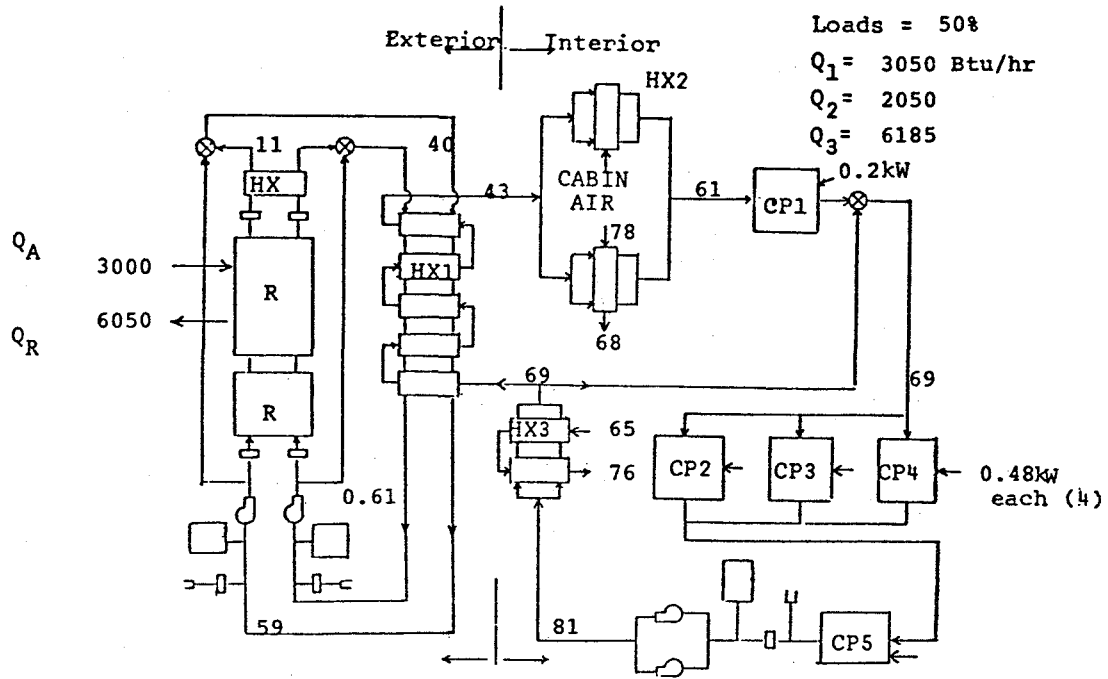 Loads = 50%
Exterior Interior
Q1= 3050 Btu/hr
HX2
Q2= 2050
Q3= 6185
11
40
0.2kW
HX
43
CABIN
AIR
61
CP1
QA
3000
78
R
HX1
QR
6050
68
69
69
R
HX3
65
76
CP2
CP3
CP4
0.48kW
each (4)
0.61
59
81
CP5